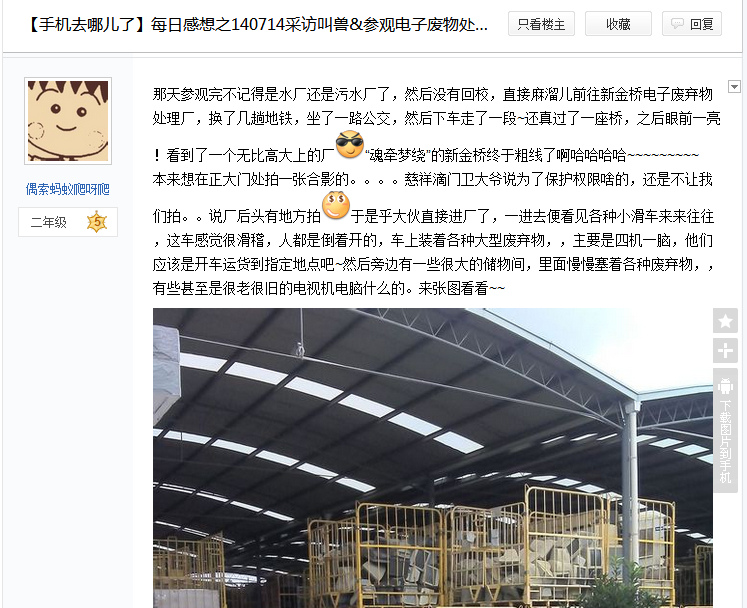 【手机去哪儿了】每日感想之140714采访叫兽&参观电子废物处... 只看楼主 收藏 回复
偶索蚂蚁爬呀爬
二年级 5
那天参观完不记得是水厂还是污水厂了，然后没有回校，直接麻溜儿前往新金桥电子废弃物
处理厂，换了几趟地铁，坐了一路公交，然后下车走了一段~还真过了一座桥，之后眼前一亮
！看到了一个无比高大上的厂“魂牵梦绕”的新金桥终于粗线了啊哈哈哈哈~~~~~~~~~
本来想在正大门处拍一张合影的。。。。慈祥滴门卫大爷说为了保护权限啥的，还是不让我
们拍。。说厂后头有地方拍于是乎大伙直接进厂了，一进去便看见各种小滑车来来往往
，这车感觉很滑稽，人都是倒着开的，车上装着各种大型废弃物，，主要是四机一脑，他们
应该是开车运货到指定地点吧~然后旁边有一些很大的储物间，里面慢慢塞着各种废弃物，，
有些甚至是很老很旧的电视机电脑什么的。来张图看看~~
下载图片到手机